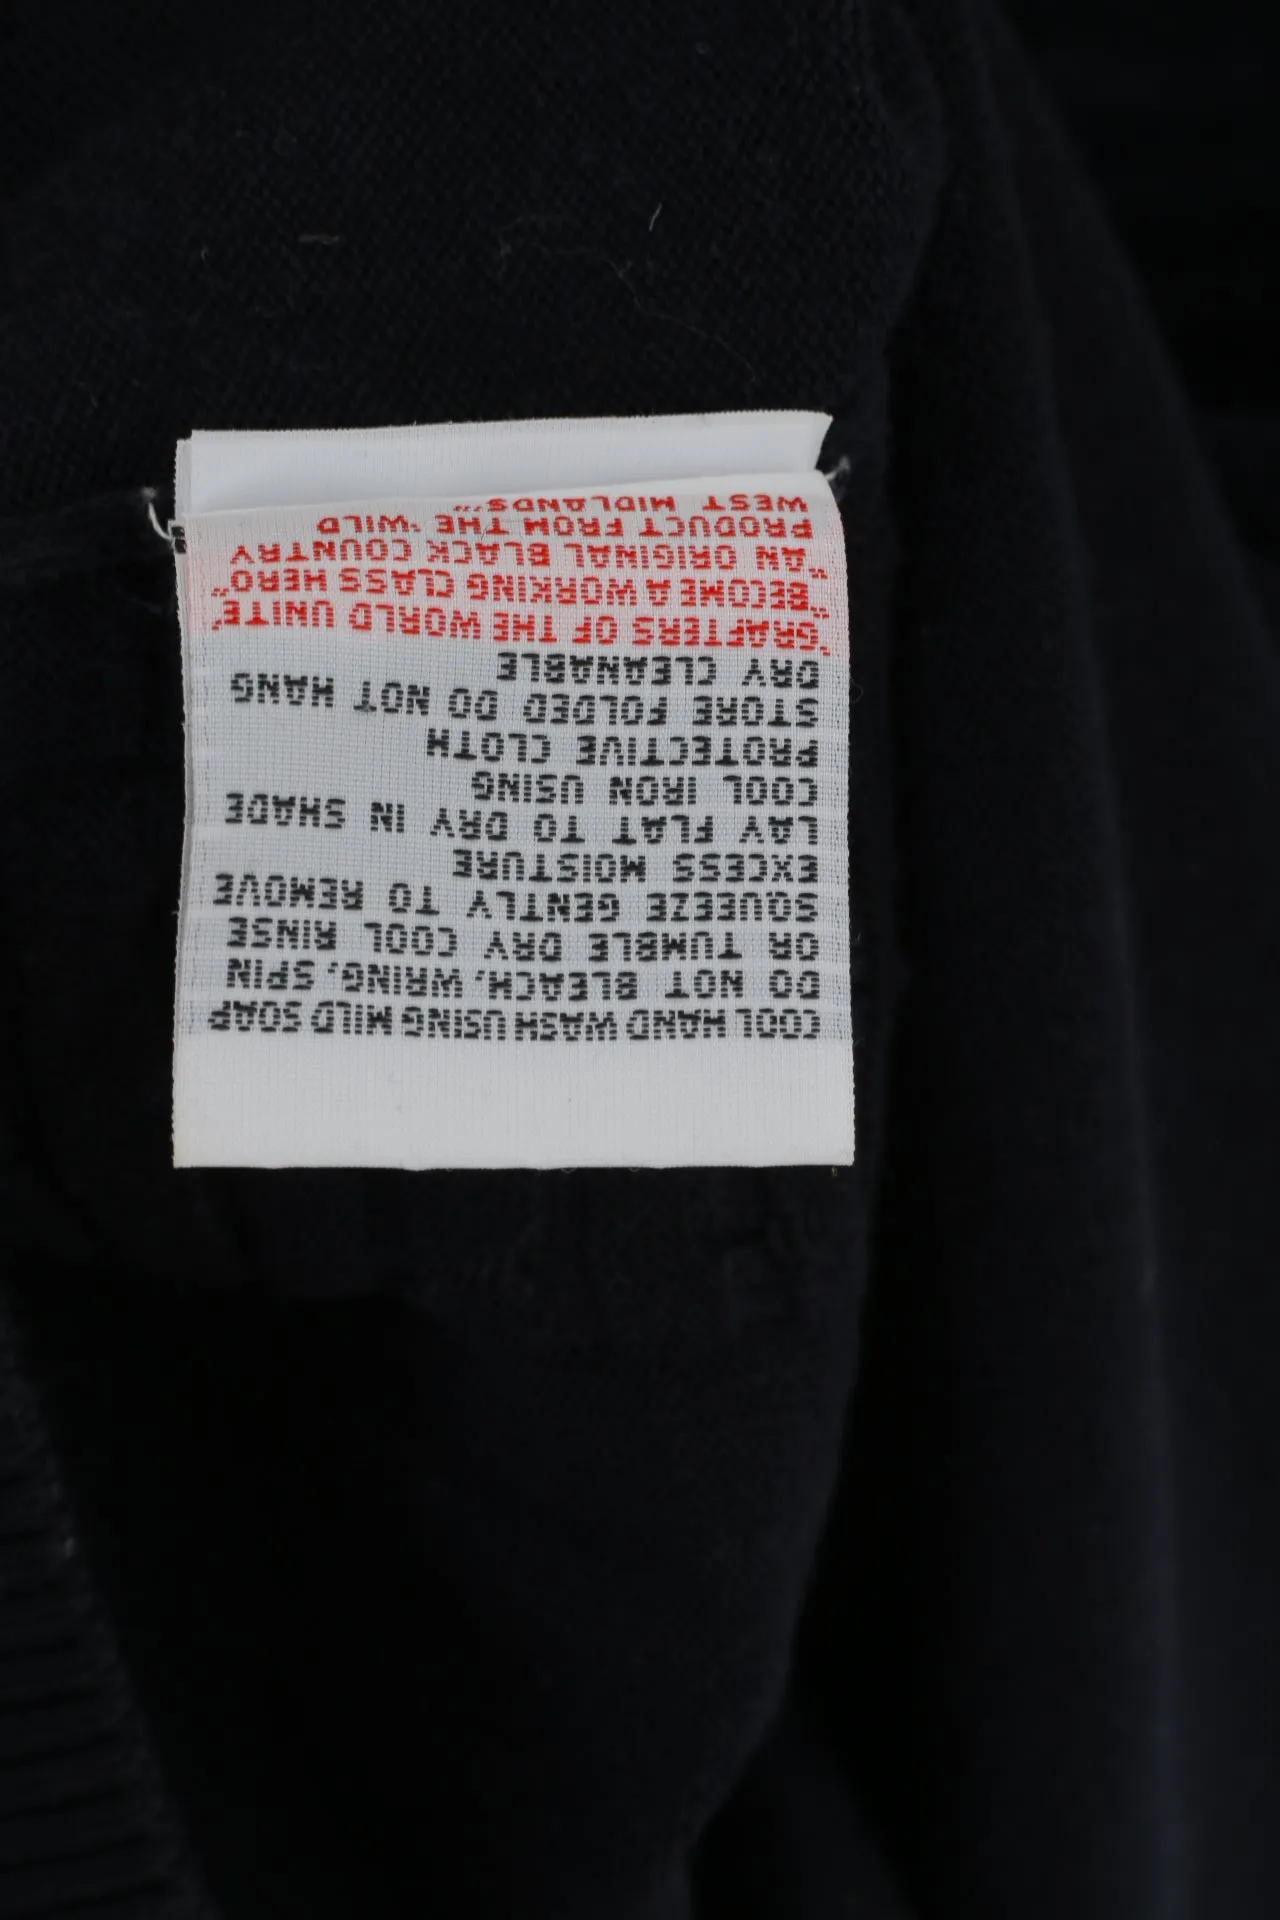 COOL HAND WASH USING MILD SOAP
DO NOT BLEACH, WRING, SPIN
OR TUMBLE DRY COOL RINSE
SQUEEZE GENTLY TO REMOVE
EXCESS MOISTURE
LAY FLAT TO DRY IN SHADE
COOL IRON USING
PROTECTIVE CLOTH
STORE FOLDED DO NOT HANG
DRY CLEANABLE
"GRAFTERS OF THE WORLD UNITE"
"BECOME A WORKING CLASS HERO"
"AN ORIGINAL BLACK COUNTRY
PRODUCT FROM THE 'WILD
WEST MIDLANDS'"